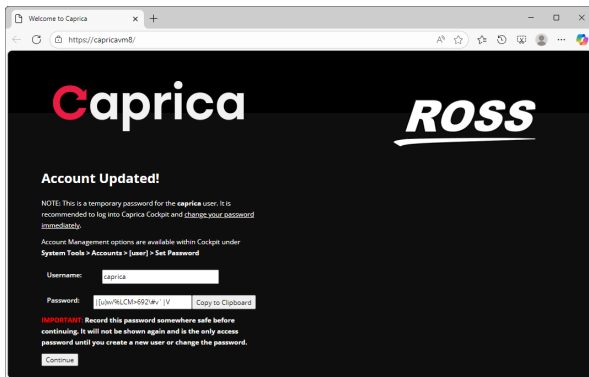 Welcome to Caprica
https://capricavm8/
Caprica
ROSS
Account Updated!
NOTE: This is a temporary password for the caprica user. It is
recommended to log into Caprica Cockpit and change your password
immediately.
Account Management options are available within Cockpit under
System Tools > Accounts > [user] > Set Password
Username:
caprica
Password:
Copy to Clipboard
IMPORTANT: Record this password somewhere safe before
continuing. It will not be shown again and is the only access
password until you create a new user or change the password.
Continue